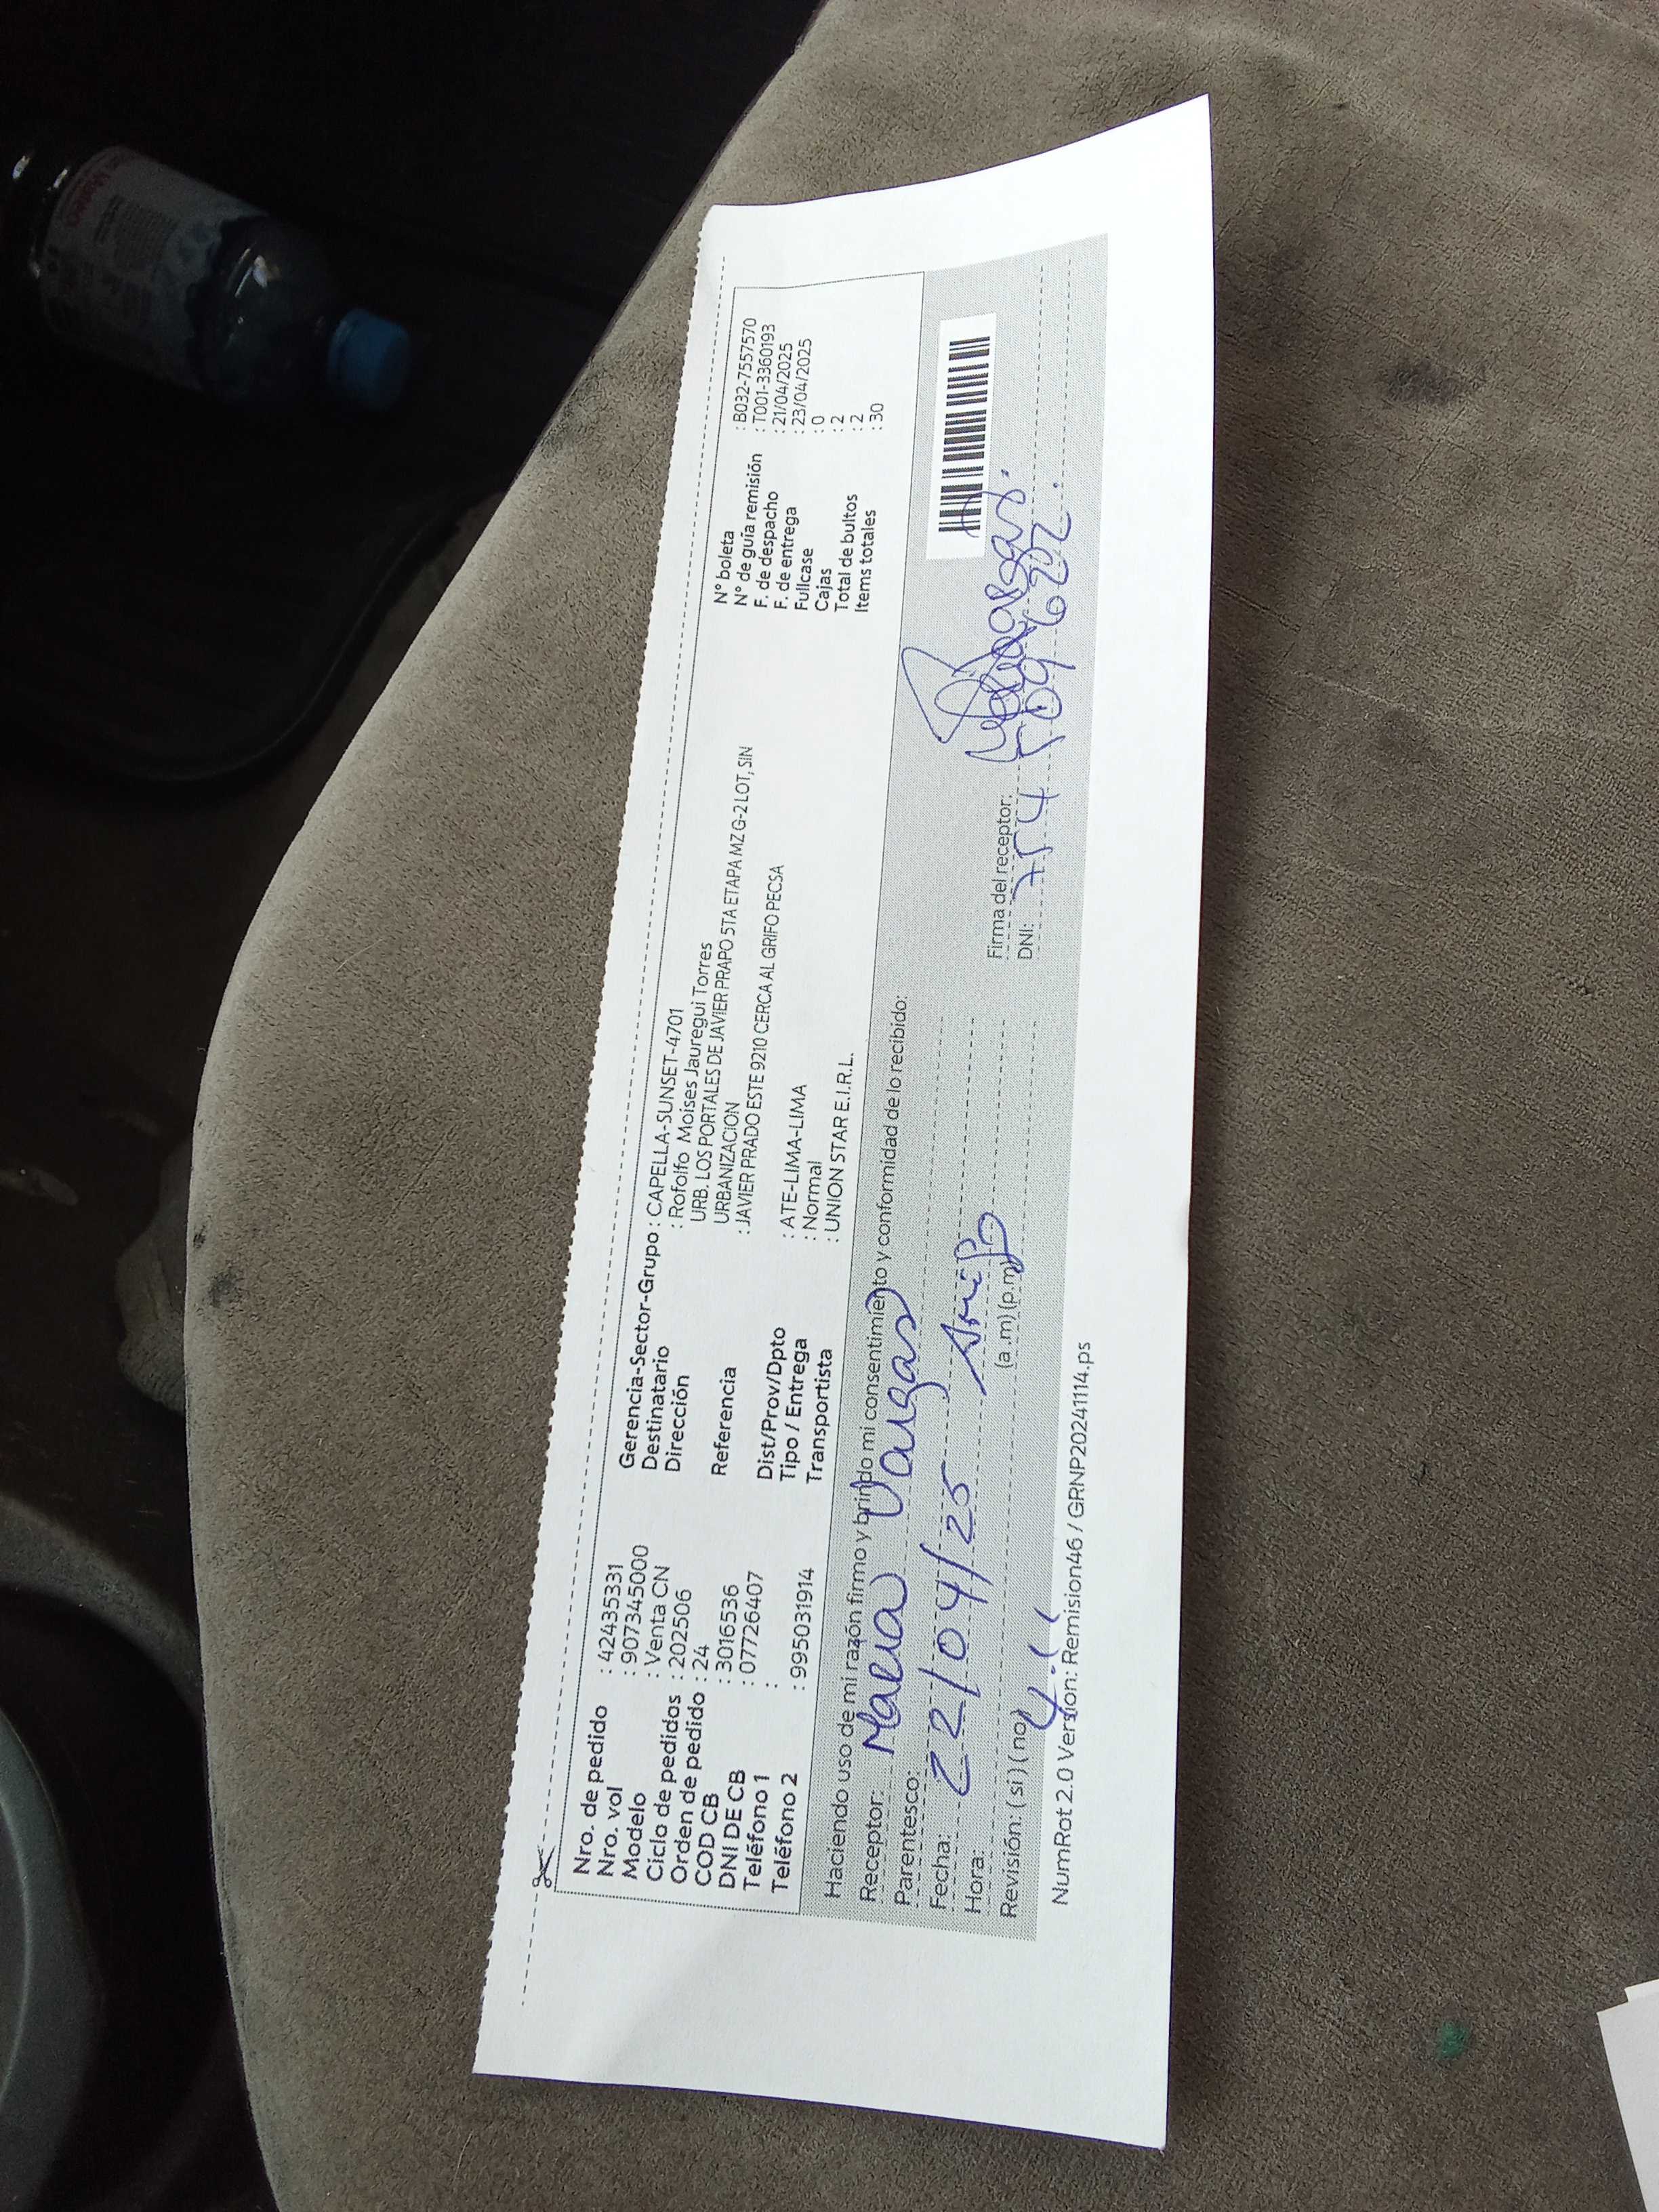 Nro. de pedido : 42435331
Nro. vol : 907345000
Modelo : Venta CN
Ciclo de pedidos : 202506
Orden de pedido : 24
COD CB : 3016536
DNI DE CB : 07726407
Teléfono 1 :
Teléfono 2 : 995031914
Gerencia-Sector-Grupo : CAPELLA-SUNSET-4701
Destinatario : Rofolfo Moises Jauregui Torres
Dirección URB. LOS PORTALES DE JAVIER PRAPO 5TA ETAPA MZ G-2 LOT, SIN
URBANIZACION
Referencia : JAVIER PRADO ESTE 9210 CERCA AL GRIFO PECSA
Dist/Prov/Dpto : ATE-LIMA-LIMA
Tipo / Entrega : Normal
Transportista : UNION STAR E.I.R.L.
N° boleta : B032-7557570
N° de guía remisión : T001-3360193
F. de despacho : 21/04/2025
F. de entrega : 23/04/2025
Fullcase : 0
Cajas : 2
Total de bultos : 2
Items totales : 30
Haciendo uso de mi razón firmo y brindo mi consentimiento y conformidad de lo recibido:
Receptor: Maria Vargas
Parentesco:
Fecha: 22/04/25
Hora: (a .m) (p.m)
Revisión: ( si ) ( no)
Firma del receptor:
DNI:
NumRot 2.0 Version: Remision46 / GRNP20241114.ps